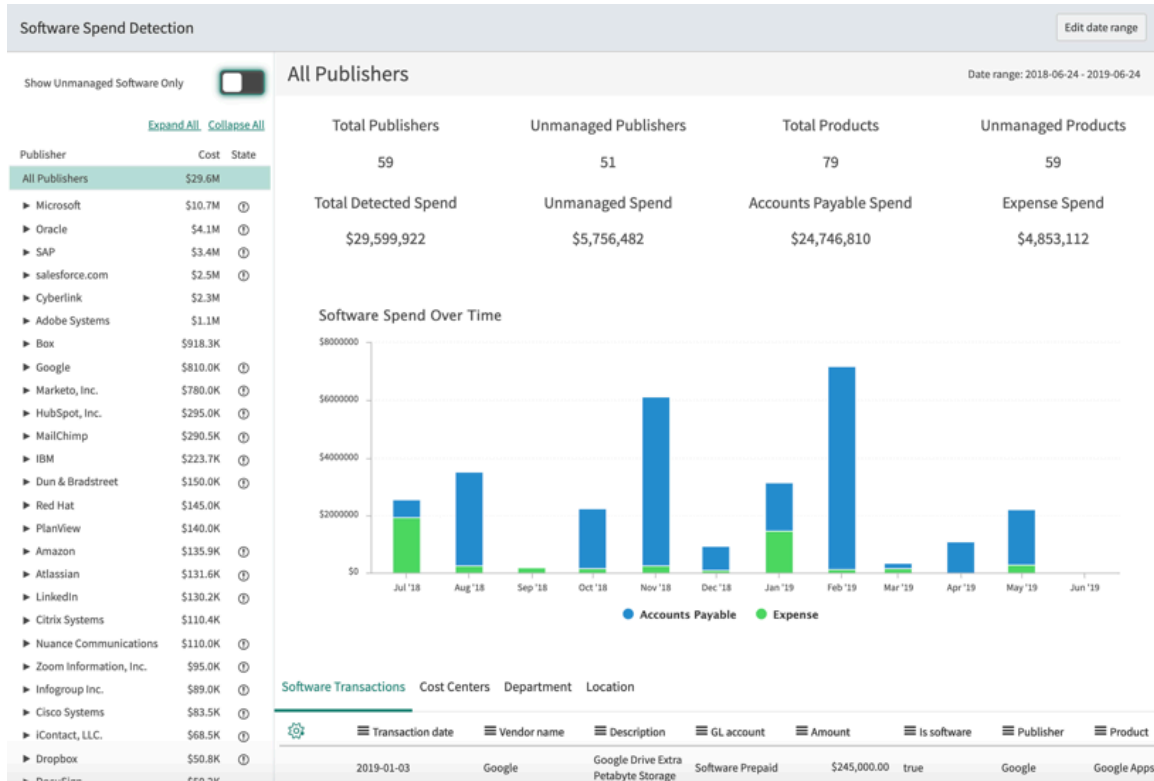 Software Spend Detection
Edit date range
Show Unmanaged Software Only
Expand All Collapse All
Publisher Cost State
All Publishers $29.6M
Microsoft $10.7M
Oracle $4.1M
SAP $3.4M
salesforce.com $2.5M
Cyberlink $2.3M
Adobe Systems $1.1M
Box $918.3K
Google $810.0K
Marketo, Inc. $780.0K
HubSpot, Inc. $295.0K
MailChimp $290.5K
IBM $223.7K
Dun & Bradstreet $150.0K
Red Hat $145.0K
PlanView $140.0K
Amazon $135.9K
Atlassian $131.6K
LinkedIn $130.2K
Citrix Systems $110.4K
Nuance Communications $110.0K
Zoom Information, Inc. $95.0K
Infogroup Inc. $89.0K
Cisco Systems $83.5K
iContact, LLC. $68.5K
Dropbox $50.8K
All Publishers
Date range: 2018-06-24 - 2019-06-24
Total Publishers Unmanaged Publishers Total Products Unmanaged Products
59 51 79 59
Total Detected Spend Unmanaged Spend Accounts Payable Spend Expense Spend
$29,599,922 $5,756,482 $24,746,810 $4,853,112
Software Spend Over Time
$8000000
$6000000
$4000000
$2000000
$0
Jul '18 Aug '18 Sep '18 Oct '18 Nov '18 Dec '18 Jan '19 Feb '19 Mar '19 Apr '19 May '19 Jun '19
Accounts Payable Expense
Software Transactions Cost Centers Department Location
Transaction date Vendor name Description GL account Amount Is software Publisher Product
2019-01-03 Google Google Drive Extra Petabyte Storage Software Prepaid $245,000.00 true Google Google Apps